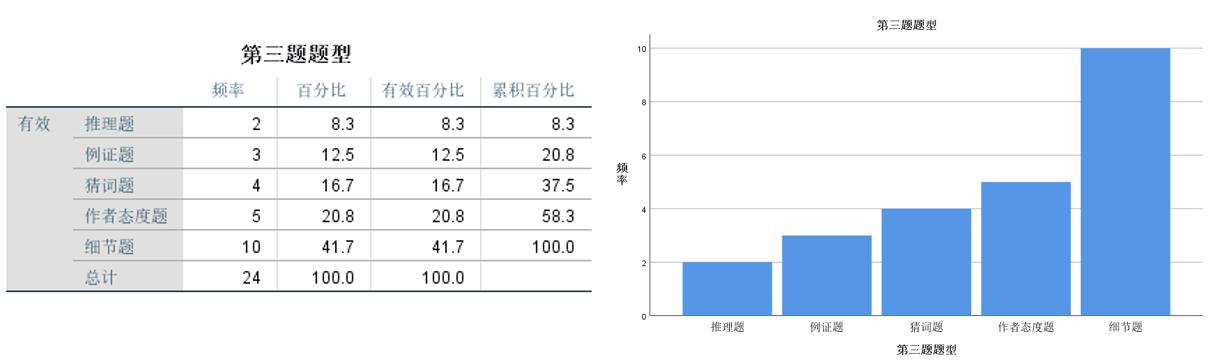 第三题题型
频率 百分比 有效百分比 累积百分比
有效 推理题 2 8.3 8.3 8.3
例证题 3 12.5 12.5 20.8
猜词题 4 16.7 16.7 37.5
作者态度题 5 20.8 20.8 58.3
细节题 10 41.7 41.7 100.0
总计 24 100.0 100.0
第三题题型
10
8
6
4
2
0
频率
推理题 例证题 猜词题 作者态度题 细节题
第三题题型